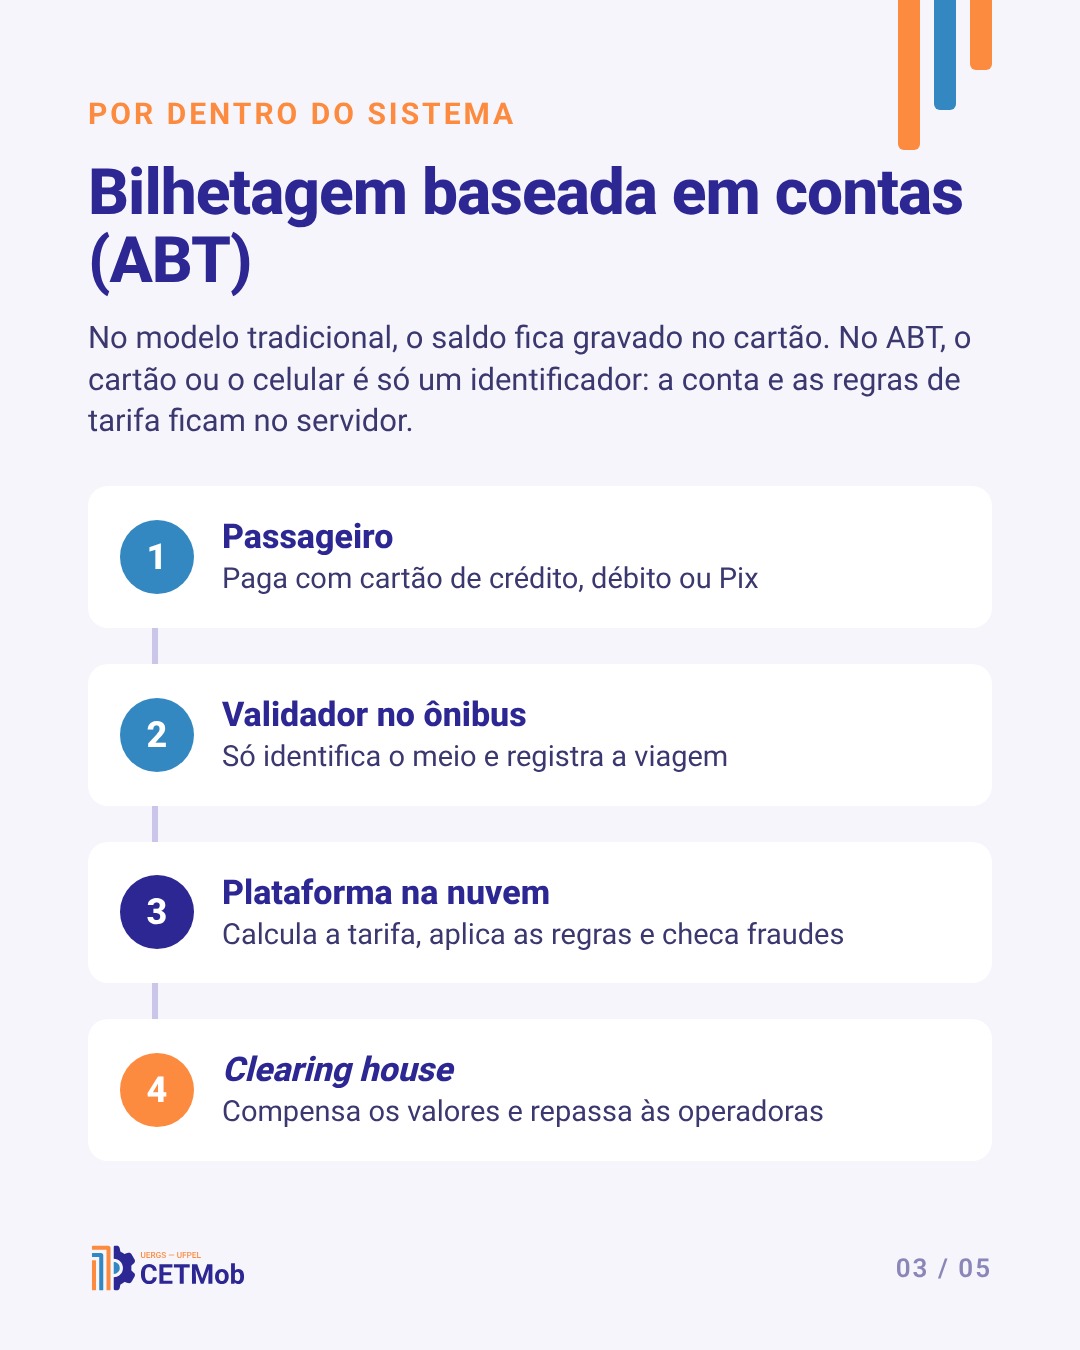 POR DENTRO DO SISTEMA
Bilhetagem baseada em contas
(ABT)
No modelo tradicional, o saldo fica gravado no cartão. No ABT, o
cartão ou o celular é só um identificador: a conta e as regras de
tarifa ficam no servidor.
1
Passageiro
Paga com cartão de crédito, débito ou Pix
2
Validador no ônibus
Só identifica o meio e registra a viagem
3
Plataforma na nuvem
Calcula a tarifa, aplica as regras e checa fraudes
4
Clearing house
Compensa os valores e repassa às operadoras
UERGS — UFPEL
CETMob
03 / 05